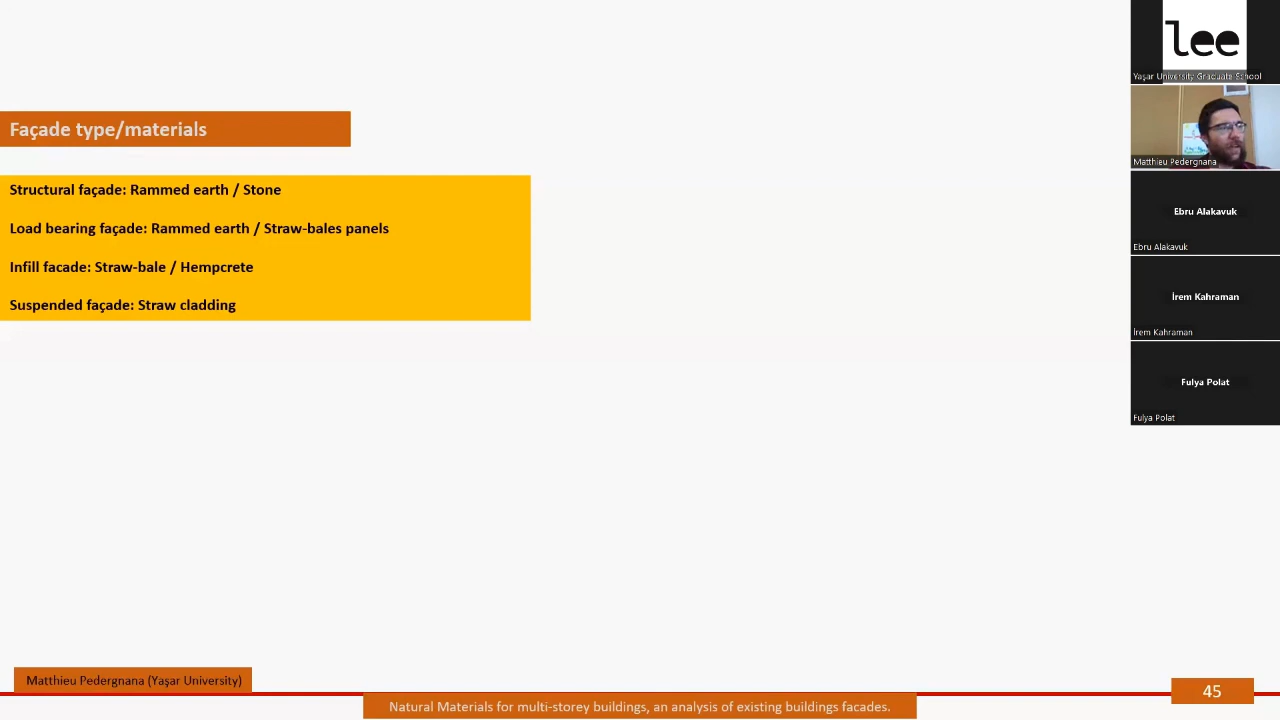 Façade type/materials
Structural façade: Rammed earth / Stone
Load bearing façade: Rammed earth / Straw-bales panels
Infill facade: Straw-bale / Hempcrete
Suspended façade: Straw cladding
Matthieu Pedergnana (Yaşar University)
Natural Materials for multi-storey buildings, an analysis of existing buildings facades.
45
lee
Yaşar University Graduate School
Matthieu Pedergnana
Ebru Alakavuk
Ebru Alakavuk
İrem Kahraman
İrem Kahraman
Fulya Polat
Fulya Polat